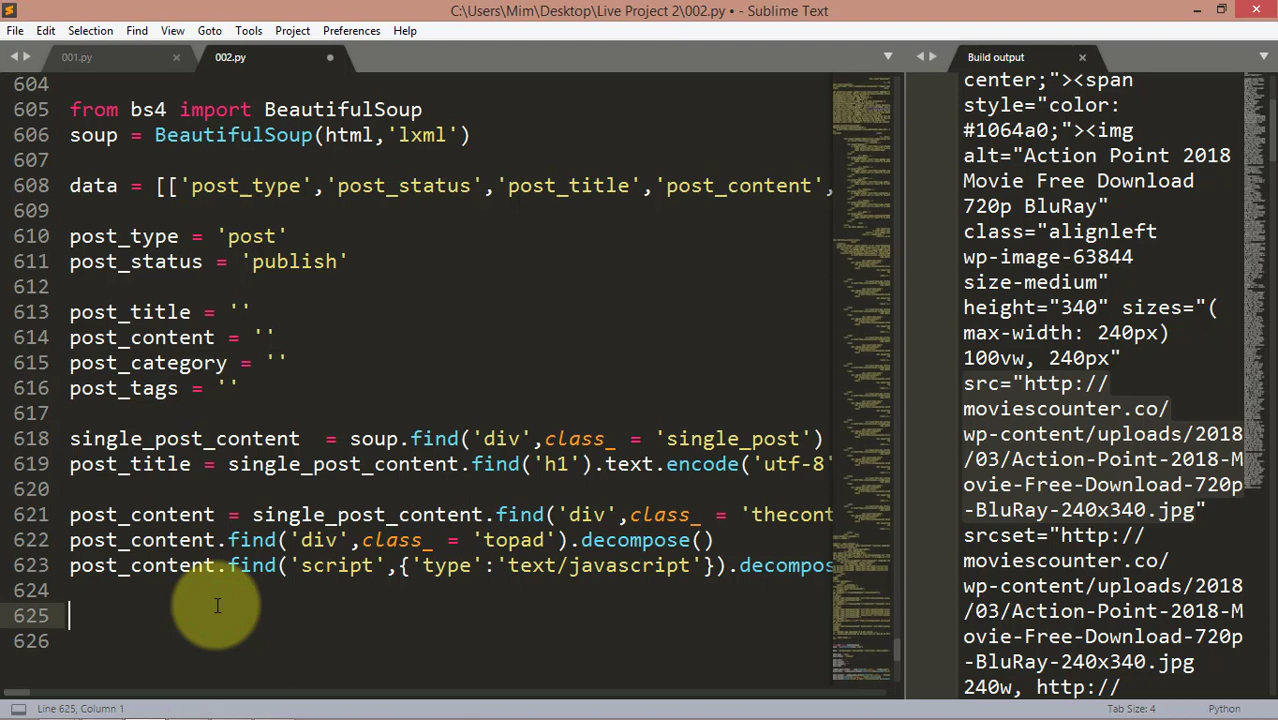 C:\Users\Mim\Desktop\Live Project 2\002.py • - Sublime Text
File Edit Selection Find View Goto Tools Project Preferences Help
001.py 002.py Build output
604
605 from bs4 import BeautifulSoup
606 soup = BeautifulSoup(html,'lxml')
607
608 data = [['post_type','post_status','post_title','post_content',
609
610 post_type = 'post'
611 post_status = 'publish'
612
613 post_title = ''
614 post_content = ''
615 post_category = ''
616 post_tags = ''
617
618 single_post_content  = soup.find('div',class_ = 'single_post')
619 post_title = single_post_content.find('h1').text.encode('utf-8'
620
621 post_content = single_post_content.find('div',class_ = 'thecont
622 post_content.find('div',class_ = 'topad').decompose()
623 post_content.find('script',{'type':'text/javascript'}).decompos
624
625
626
center;"><span
style="color:
#1064a0;"><img
alt="Action Point 2018
Movie Free Download
720p BluRay"
class="alignleft
wp-image-63844
size-medium"
height="340" sizes="(
max-width: 240px)
100vw, 240px"
src="http://
moviescounter.co/
wp-content/uploads/2018
/03/Action-Point-2018-M
ovie-Free-Download-720p
-BluRay-240x340.jpg"
srcset="http://
moviescounter.co/
wp-content/uploads/2018
/03/Action-Point-2018-M
ovie-Free-Download-720p
-BluRay-240x340.jpg
240w, http://
Line 625, Column 1 Tab Size: 4 Python